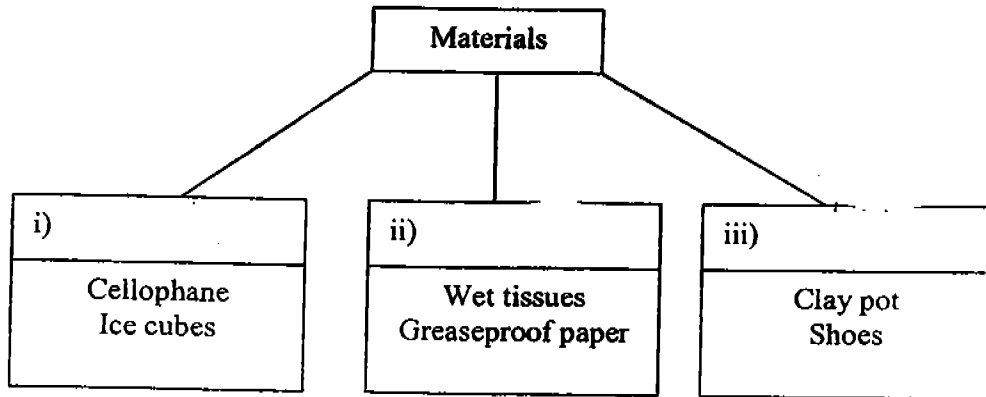 Materials
i)
Cellophane
Ice cubes
ii)
Wet tissues
Greaseproof paper
iii)
Clay pot
Shoes